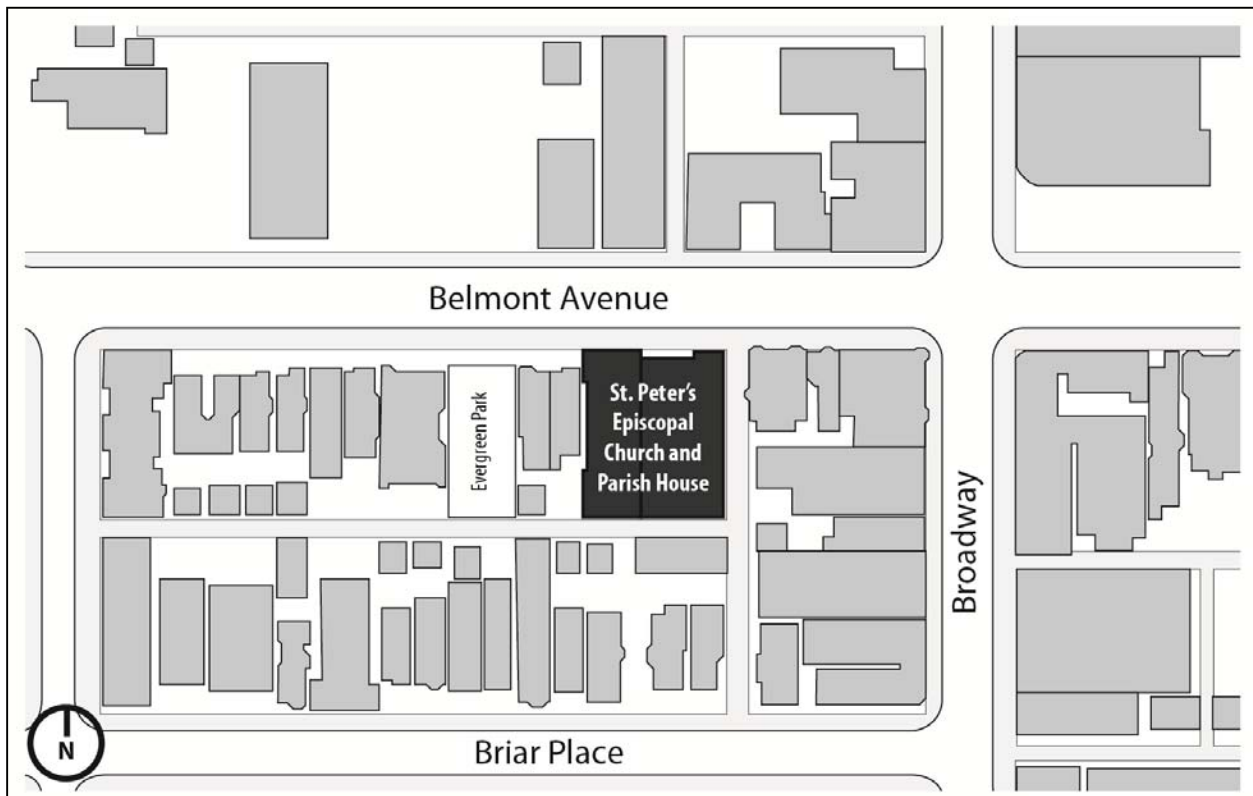 Belmont Avenue
Evergreen Park
St. Peter's
Episcopal
Church and
Parish House
Broadway
Briar Place
N